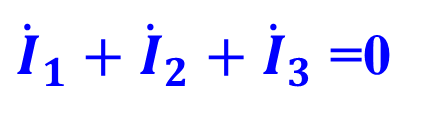 İ₁ + İ₂ + İ₃ =0